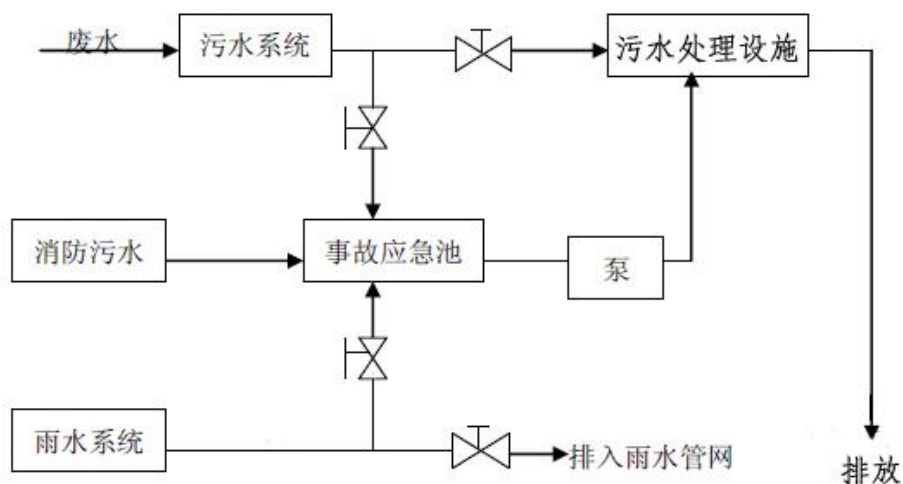 废水
污水系统
污水处理设施
消防污水
事故应急池
泵
雨水系统
排入雨水管网
排放